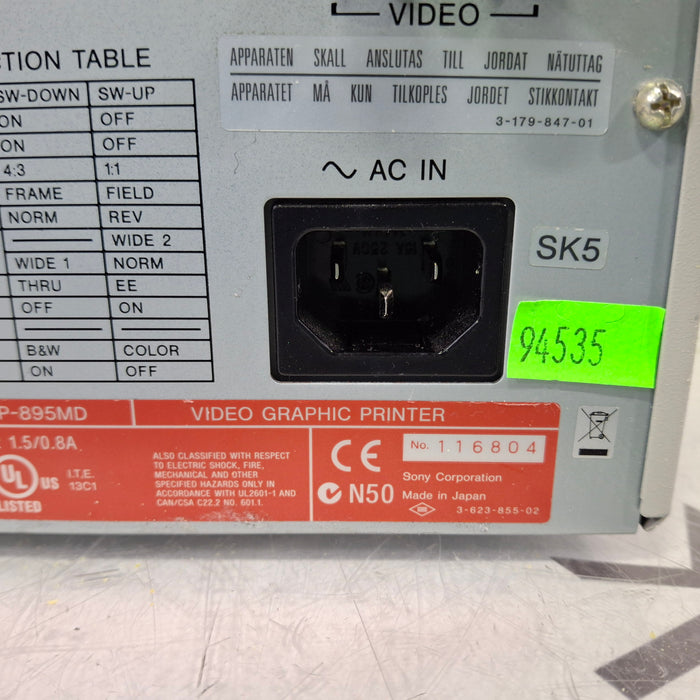 VIDEO
APPARATEN SKALL ANSLUTAS TILL JORDAT NÄTUTTAG
APPARATET MÅ KUN TILKOPLES JORDET STIKKONTAKT
3-179-847-01
CTION TABLE
SW-DOWN SW-UP
ON OFF
ON OFF
4:3 1:1
FRAME FIELD
NORM REV
WIDE 2
WIDE 1 NORM
THRU EE
OFF ON
B&W COLOR
ON OFF
AC IN
SK5
94535
P-895MD VIDEO GRAPHIC PRINTER
1.5/0.8A
UL US
LISTED
I.T.E.
13C1
ALSO CLASSIFIED WITH RESPECT
TO ELECTRIC SHOCK, FIRE,
MECHANICAL AND OTHER
SPECIFIED HAZARDS ONLY IN
ACCORDANCE WITH UL2601-1 AND
CAN/CSA C22.2 NO. 601.1.
CE
N50
No. 116804
Sony Corporation
Made in Japan
3-623-855-02